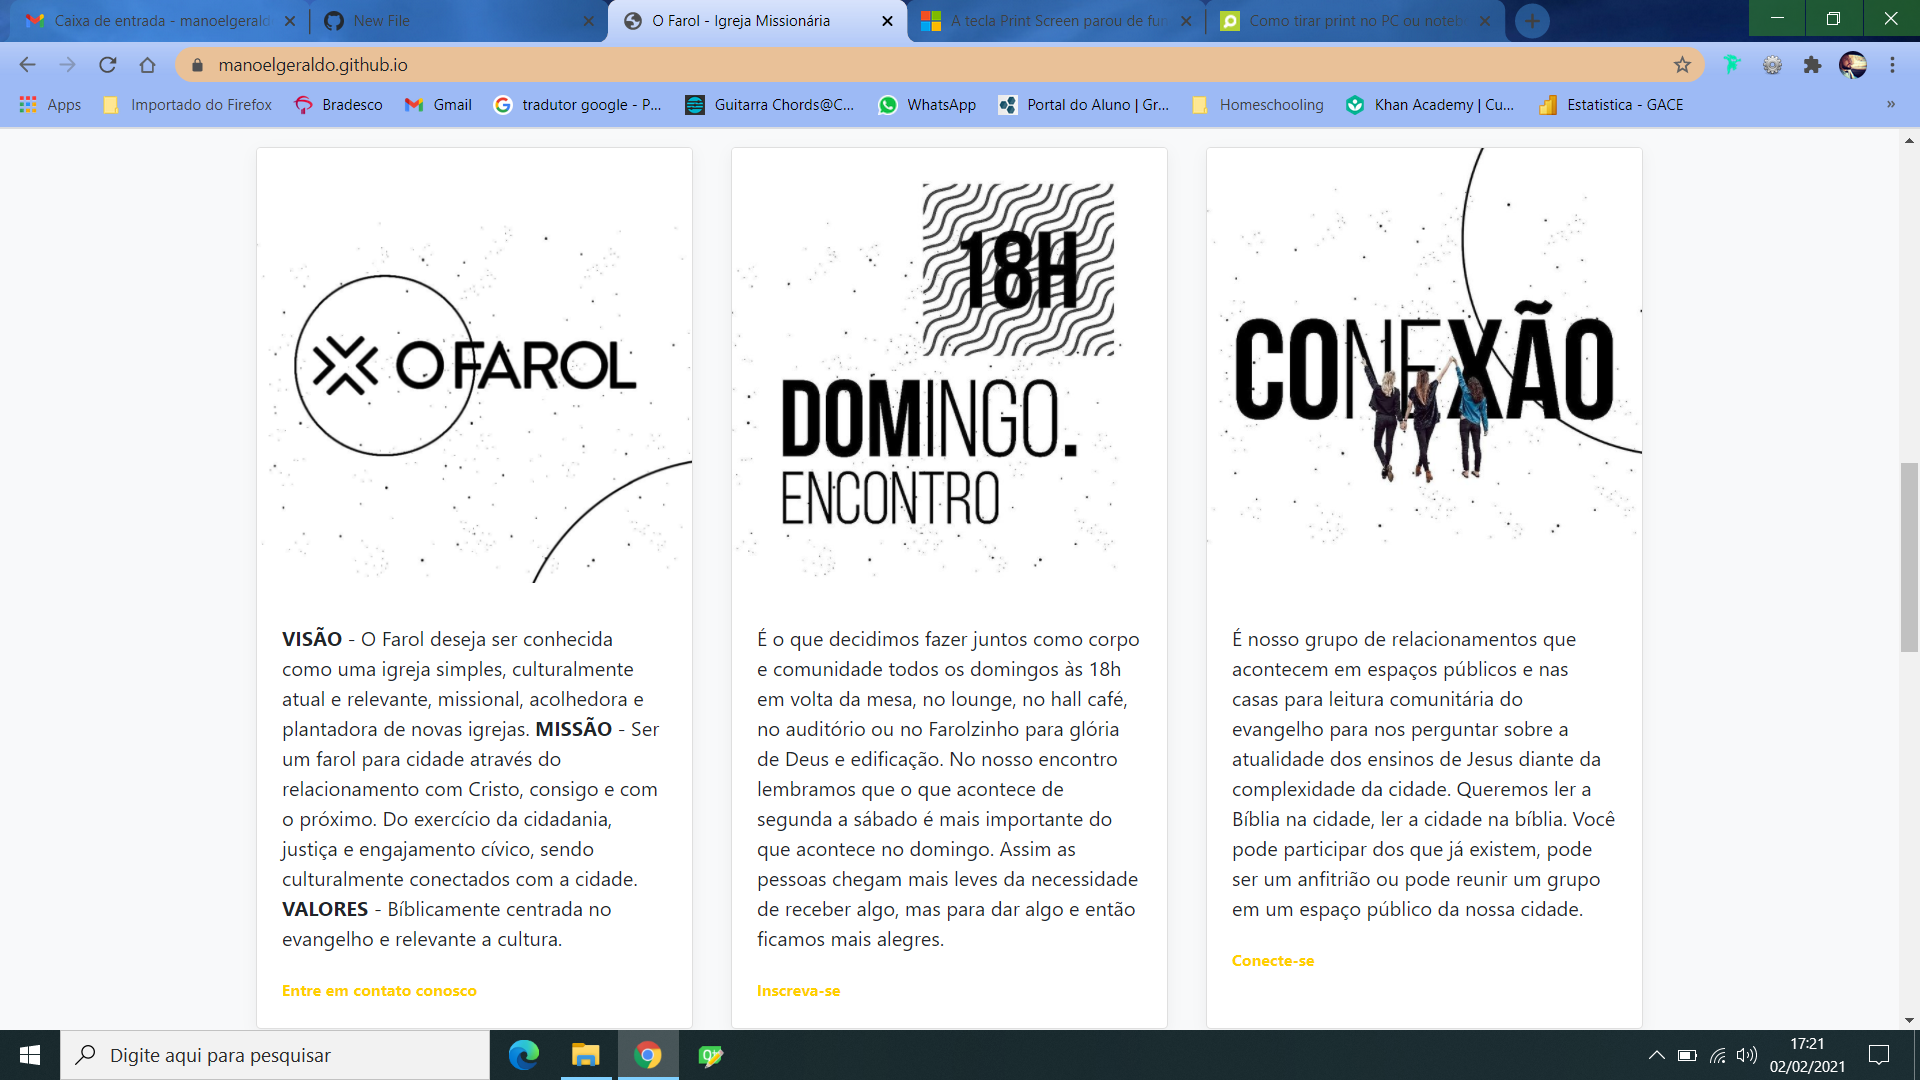 Caixa de entrada - manoelgerald
New File
O Farol - Igreja Missionária
A tecla Print Screen parou de fun
Como tirar print no PC ou noteb
manoelgeraldo.github.io
Apps
Importado do Firefox
Bradesco
Gmail
tradutor google - P...
Guitarra Chords@C...
WhatsApp
Portal do Aluno | Gr...
Homeschooling
Khan Academy | Cu...
Estatistica - GACE
»
O FAROL
VISÃO - O Farol deseja ser conhecida
como uma igreja simples, culturalmente
atual e relevante, missional, acolhedora e
plantadora de novas igrejas. MISSÃO - Ser
um farol para cidade através do
relacionamento com Cristo, consigo e com
o próximo. Do exercício da cidadania,
justiça e engajamento cívico, sendo
culturalmente conectados com a cidade.
VALORES - Bíblicamente centrada no
evangelho e relevante a cultura.
Entre em contato conosco
18H
DOMINGO.
ENCONTRO
É o que decidimos fazer juntos como corpo
e comunidade todos os domingos às 18h
em volta da mesa, no lounge, no hall café,
no auditório ou no Farolzinho para glória
de Deus e edificação. No nosso encontro
lembramos que o que acontece de
segunda a sábado é mais importante do
que acontece no domingo. Assim as
pessoas chegam mais leves da necessidade
de receber algo, mas para dar algo e então
ficamos mais alegres.
Inscreva-se
CONEXÃO
É nosso grupo de relacionamentos que
acontecem em espaços públicos e nas
casas para leitura comunitária do
evangelho para nos perguntar sobre a
atualidade dos ensinos de Jesus diante da
complexidade da cidade. Queremos ler a
Bíblia na cidade, ler a cidade na bíblia. Você
pode participar dos que já existem, pode
ser um anfitrião ou pode reunir um grupo
em um espaço público da nossa cidade.
Conecte-se
Digite aqui para pesquisar
17:21
02/02/2021